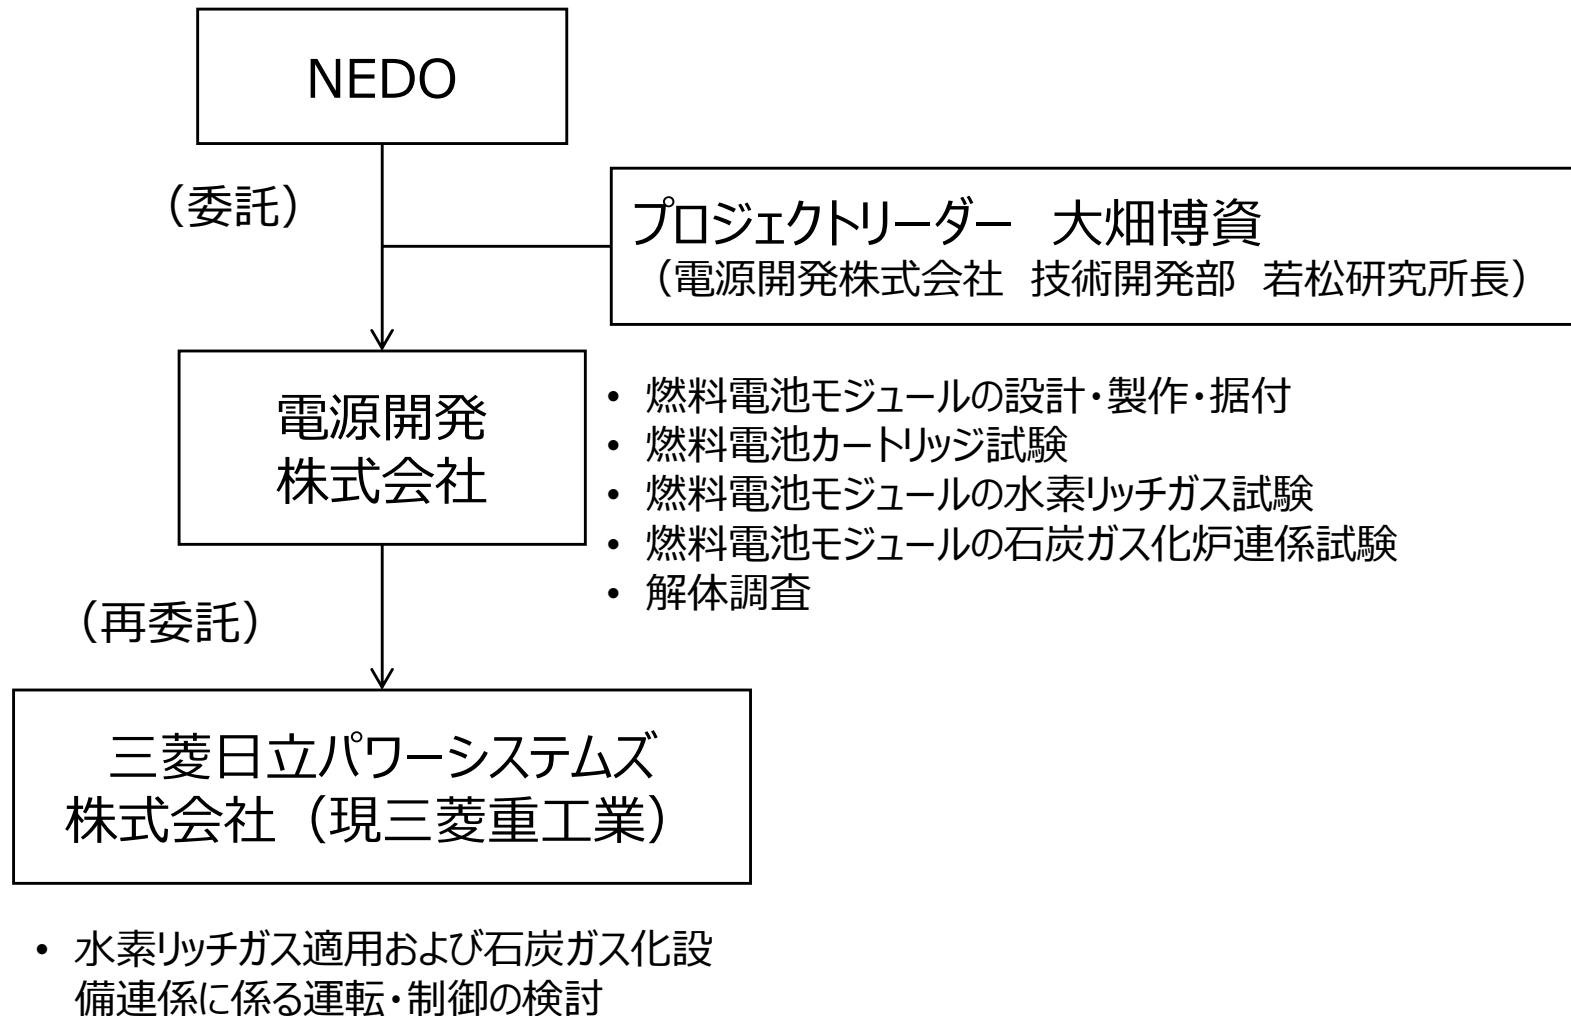 NEDO
（委託）
プロジェクトリーダー　大畑博資
（電源開発株式会社　技術開発部　若松研究所長）
電源開発
株式会社
• 燃料電池モジュールの設計・製作・据付
• 燃料電池カートリッジ試験
• 燃料電池モジュールの水素リッチガス試験
• 燃料電池モジュールの石炭ガス化炉連係試験
• 解体調査
（再委託）
三菱日立パワーシステムズ
株式会社（現三菱重工業）
• 水素リッチガス適用および石炭ガス化設
備連係に係る運転・制御の検討